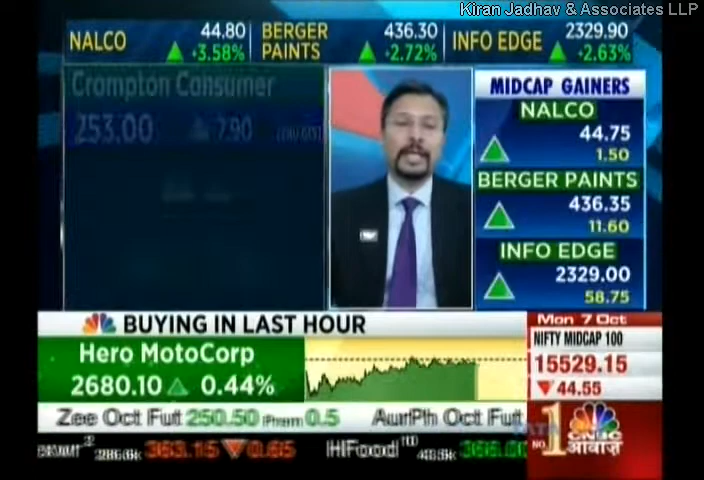 Kiran Jadhav & Associates LLP
NALCO 44.80 +3.58%
BERGER PAINTS 436.30 +2.72%
INFO EDGE 2329.90 +2.63%
Crompton Consumer
253.00 7.90
MIDCAP GAINERS
NALCO
44.75
1.50
BERGER PAINTS
436.35
11.60
INFO EDGE
2329.00
58.75
BUYING IN LAST HOUR
Hero MotoCorp
2680.10 0.44%
Mon 7 Oct
NIFTY MIDCAP 100
15529.15
44.55
Zee Oct Fut 250.50 Prem 0.5 AurPth Oct Fut
NO. 1
CNBC
आवाज़
363.15 0.65